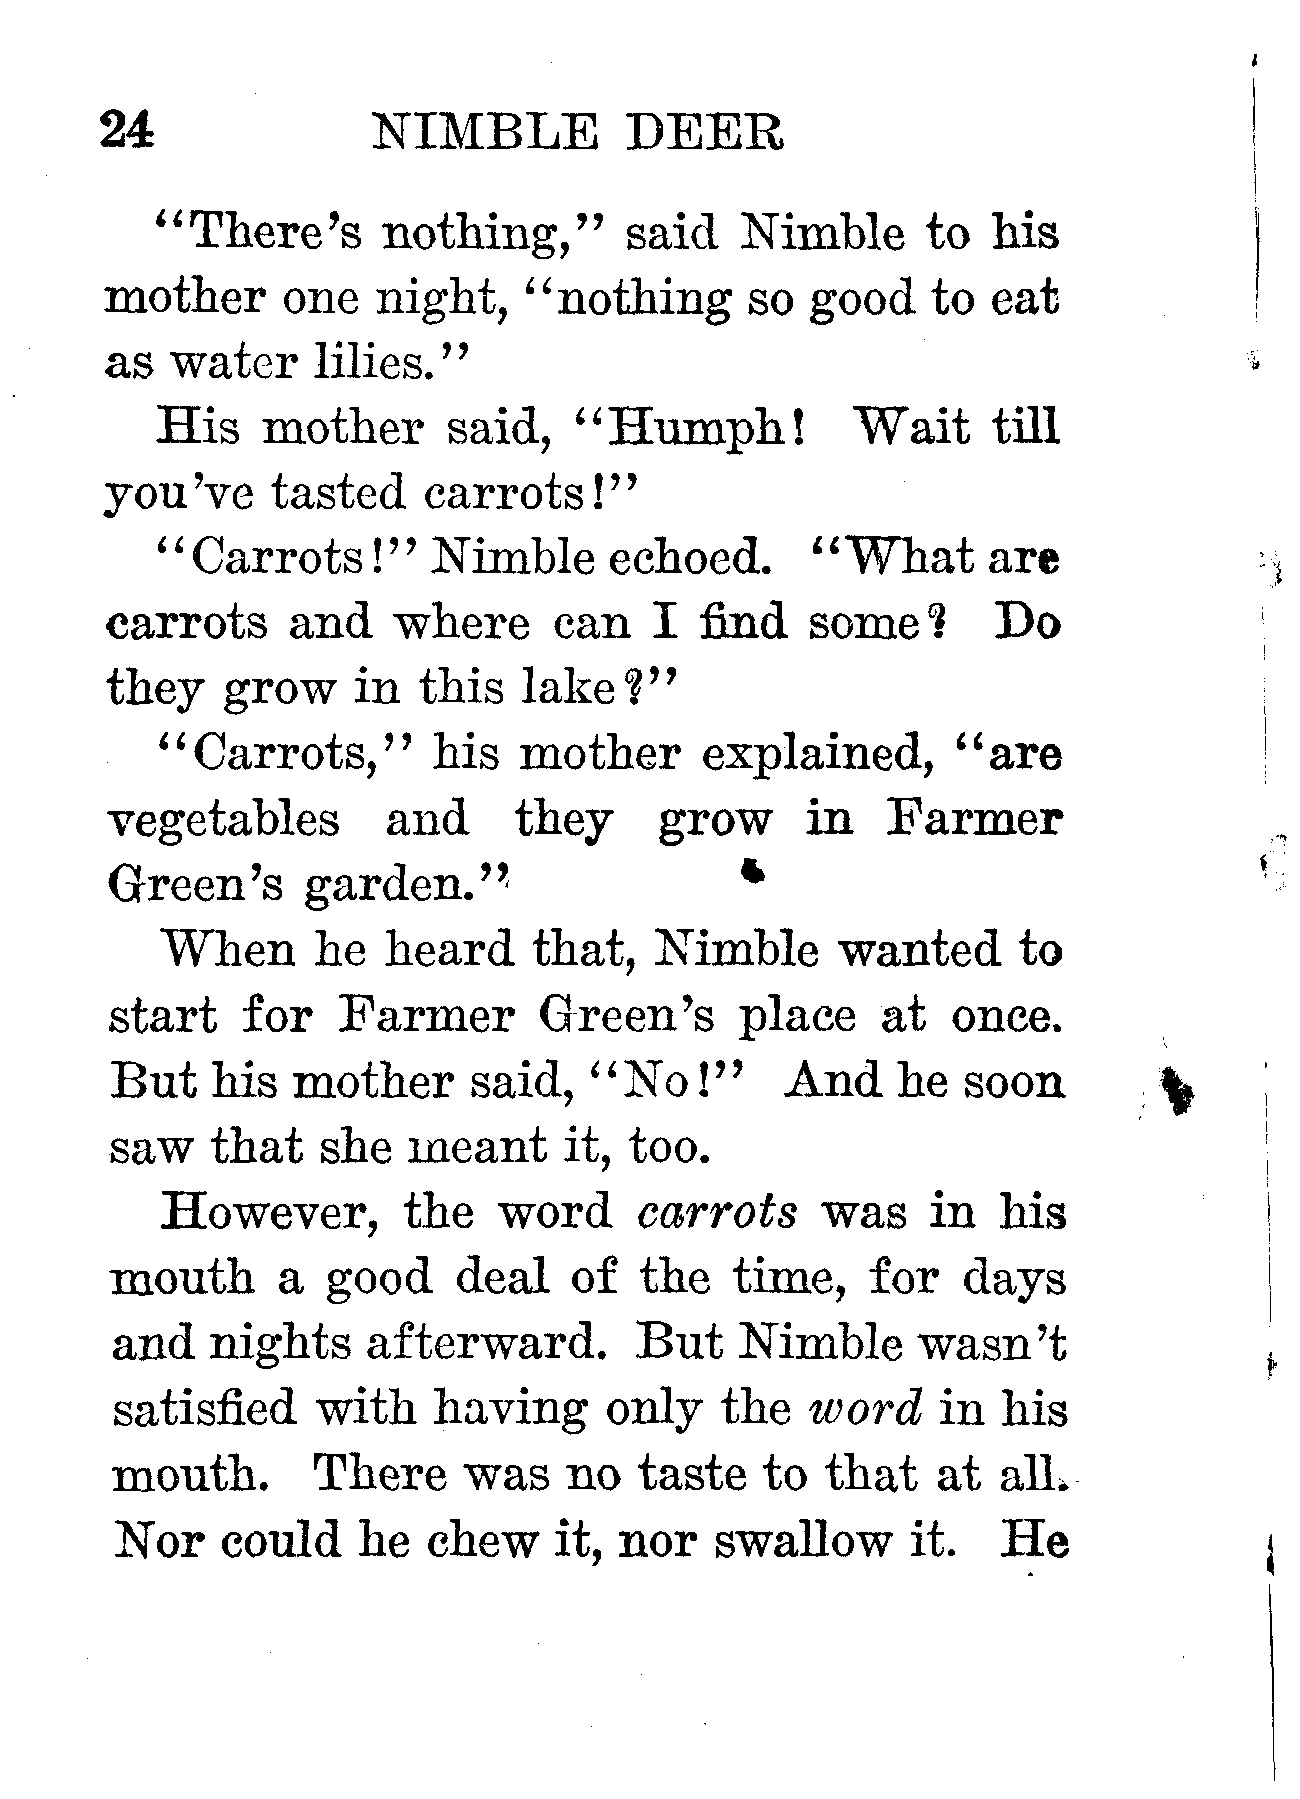 24 NIMBLE DEER
"There's nothing," said Nimble to his
mother one night, "nothing so good to eat
as water lilies."
His mother said, "Humph! Wait till
you've tasted carrots!"
"Carrots!" Nimble echoed. "What are
carrots and where can I find some? Do
they grow in this lake?"
"Carrots," his mother explained, "are
vegetables and they grow in Farmer
Green's garden."
When he heard that, Nimble wanted to
start for Farmer Green's place at once.
But his mother said, "No!" And he soon
saw that she meant it, too.
However, the word carrots was in his
mouth a good deal of the time, for days
and nights afterward. But Nimble wasn't
satisfied with having only the word in his
mouth. There was no taste to that at all.
Nor could he chew it, nor swallow it. He